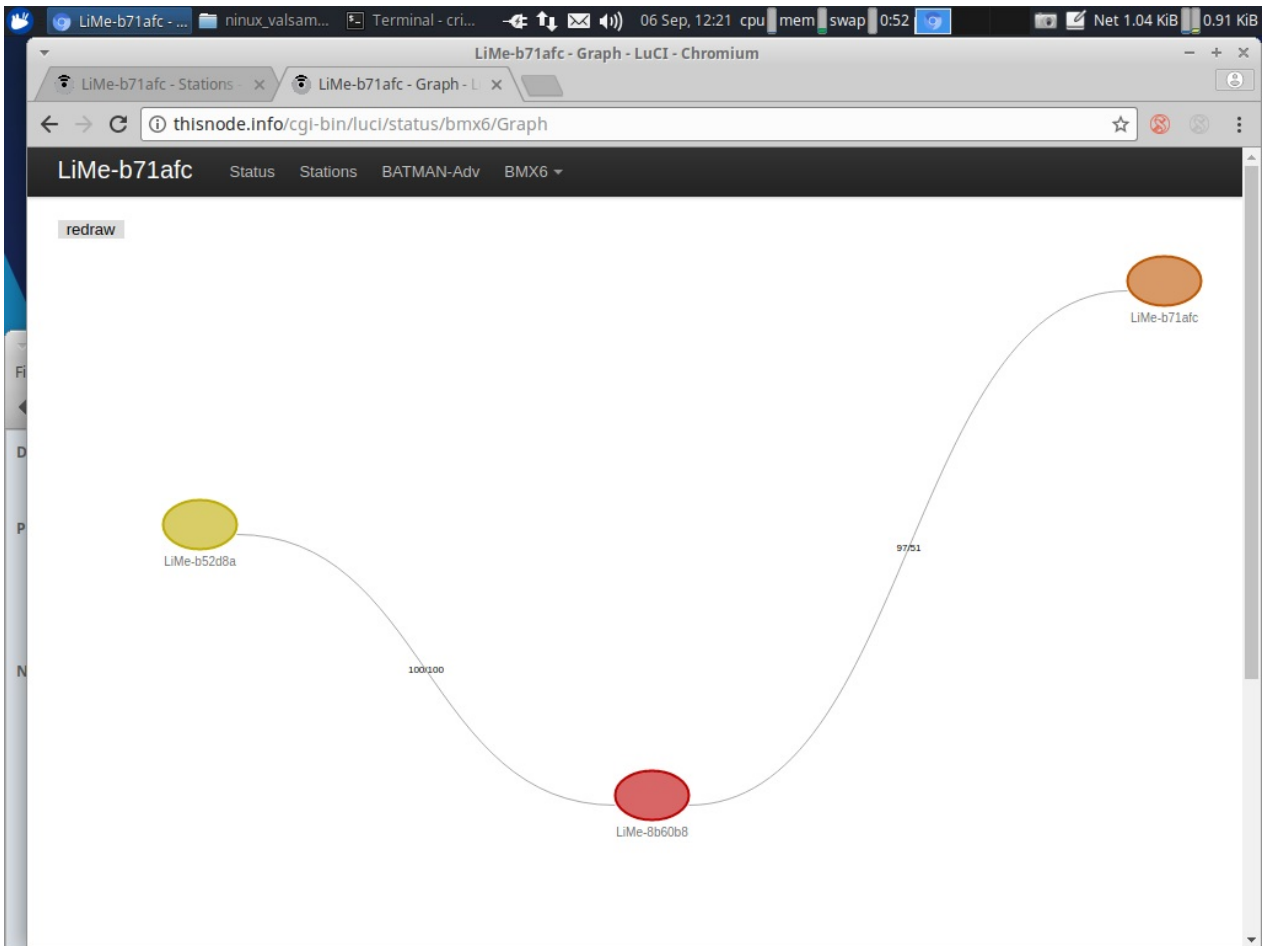 LiMe-b71afc - ... ninux_valsam... Terminal - cri... 06 Sep, 12:21 cpu mem swap 0:52 Net 1.04 KiB 0.91 KiB
LiMe-b71afc - Graph - LuCI - Chromium
LiMe-b71afc - Stations - LiMe-b71afc - Graph - L
thisnode.info/cgi-bin/luci/status/bmx6/Graph
LiMe-b71afc Status Stations BATMAN-Adv BMX6
redraw
LiMe-b71afc
Fi
D
P
97/51
LiMe-b52d8a
N
100/100
LiMe-8b60b8